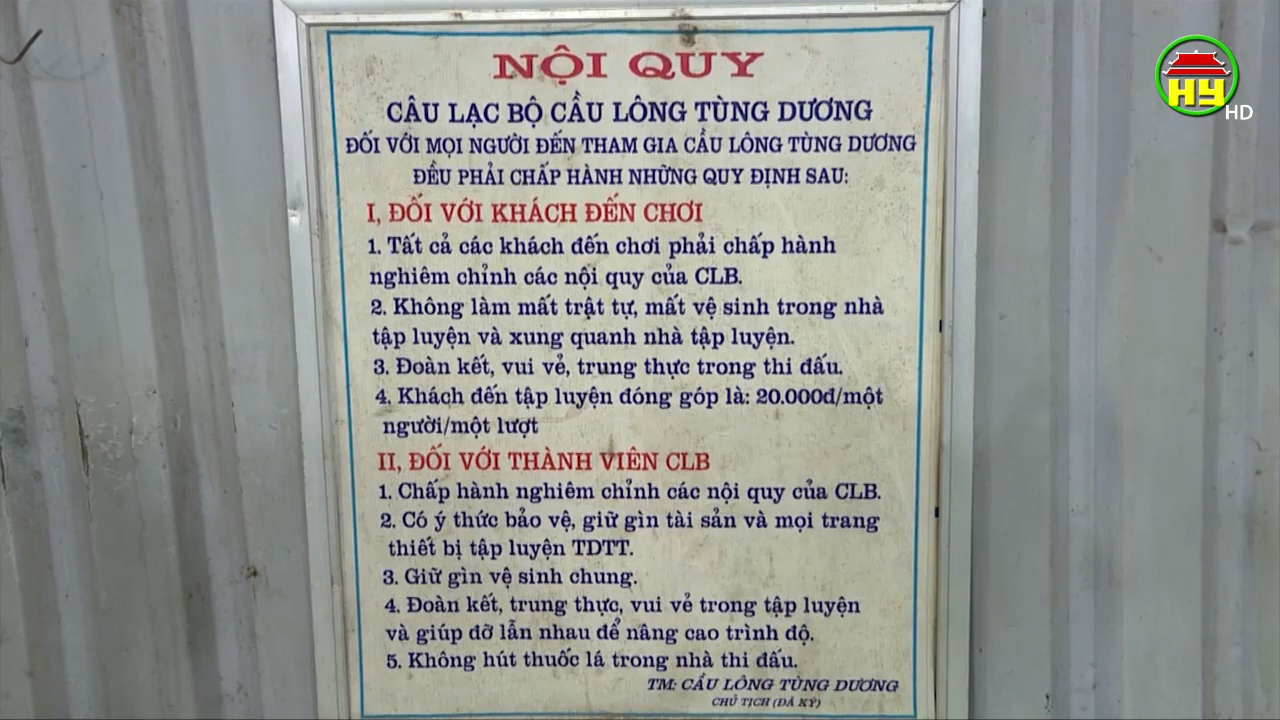 NỘI QUY
CÂU LẠC BỘ CẦU LÔNG TÙNG DƯƠNG
ĐỐI VỚI MỌI NGƯỜI ĐẾN THAM GIA CẦU LÔNG TÙNG DƯƠNG
ĐỀU PHẢI CHẤP HÀNH NHỮNG QUY ĐỊNH SAU:
I, ĐỐI VỚI KHÁCH ĐẾN CHƠI
1. Tất cả các khách đến chơi phải chấp hành
nghiêm chỉnh các nội quy của CLB.
2. Không làm mất trật tự, mất vệ sinh trong nhà
tập luyện và xung quanh nhà tập luyện.
3. Đoàn kết, vui vẻ, trung thực trong thi đấu.
4. Khách đến tập luyện đóng góp là: 20.000đ/một
người/một lượt
II, ĐỐI VỚI THÀNH VIÊN CLB
1. Chấp hành nghiêm chỉnh các nội quy của CLB.
2. Có ý thức bảo vệ, giữ gìn tài sản và mọi trang
thiết bị tập luyện TDTT.
3. Giữ gìn vệ sinh chung.
4. Đoàn kết, trung thực, vui vẻ trong tập luyện
và giúp đỡ lẫn nhau để nâng cao trình độ.
5. Không hút thuốc lá trong nhà thi đấu.
TM: CẦU LÔNG TÙNG DƯƠNG
CHỦ TỊCH (ĐÃ KÝ)
HY
HD